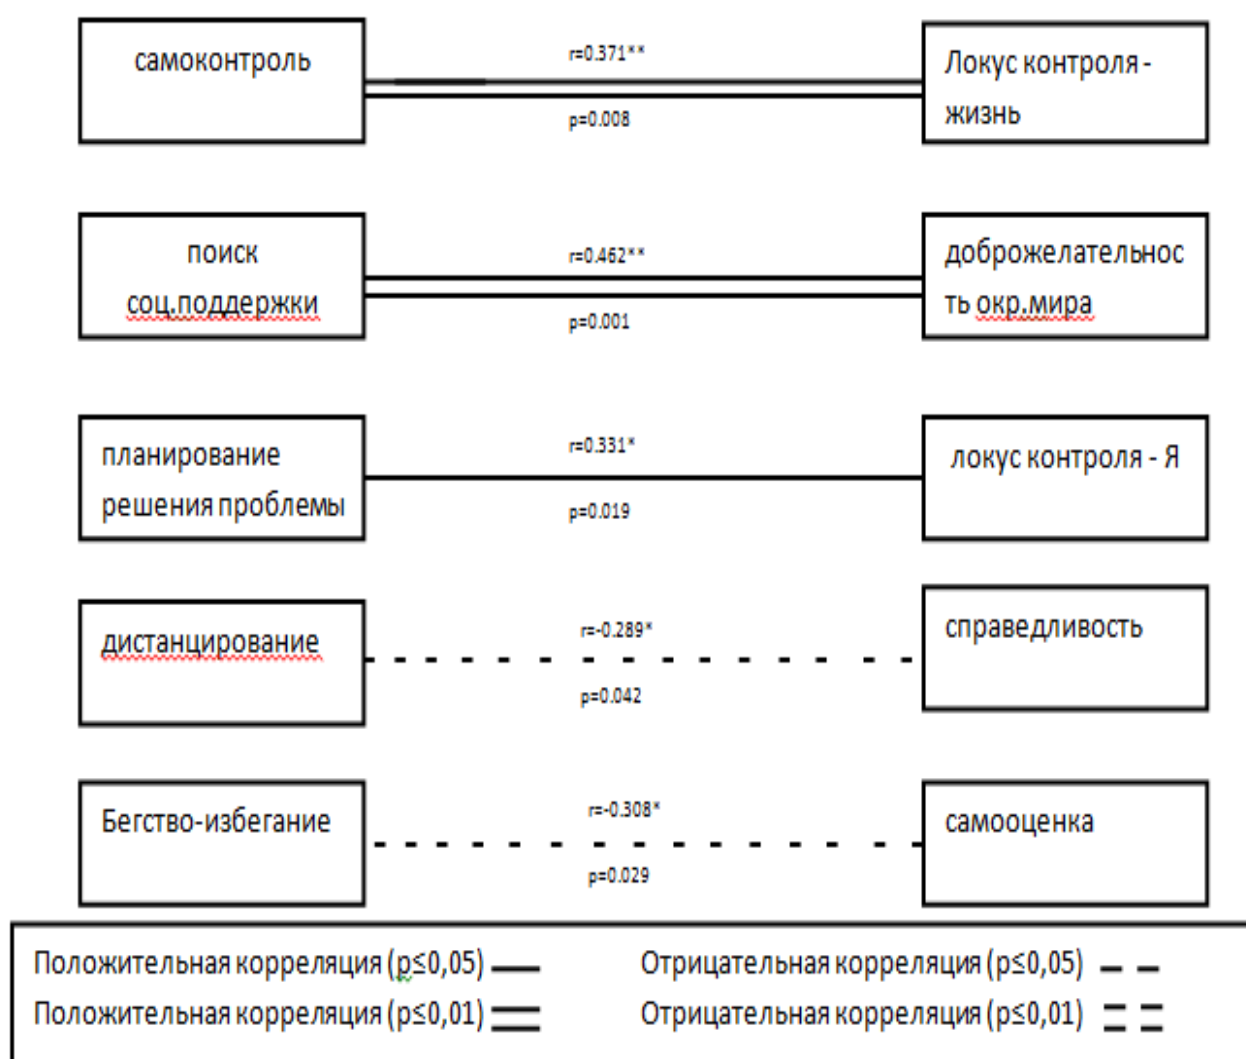 самоконтроль
r=0.371**
p=0.008
Локус контроля -
жизнь
поиск
соц.поддержки
r=0.462**
p=0.001
доброжелательнос
ть окр.мира
планирование
решения проблемы
r=0.331*
p=0.019
локус контроля - Я
дистанцирование
r=-0.289*
p=0.042
справедливость
Бегство-избегание
r=-0.308*
p=0.029
самооценка
Положительная корреляция (p≤0,05)
Отрицательная корреляция (p≤0,05)
Положительная корреляция (p≤0,01)
Отрицательная корреляция (p≤0,01)